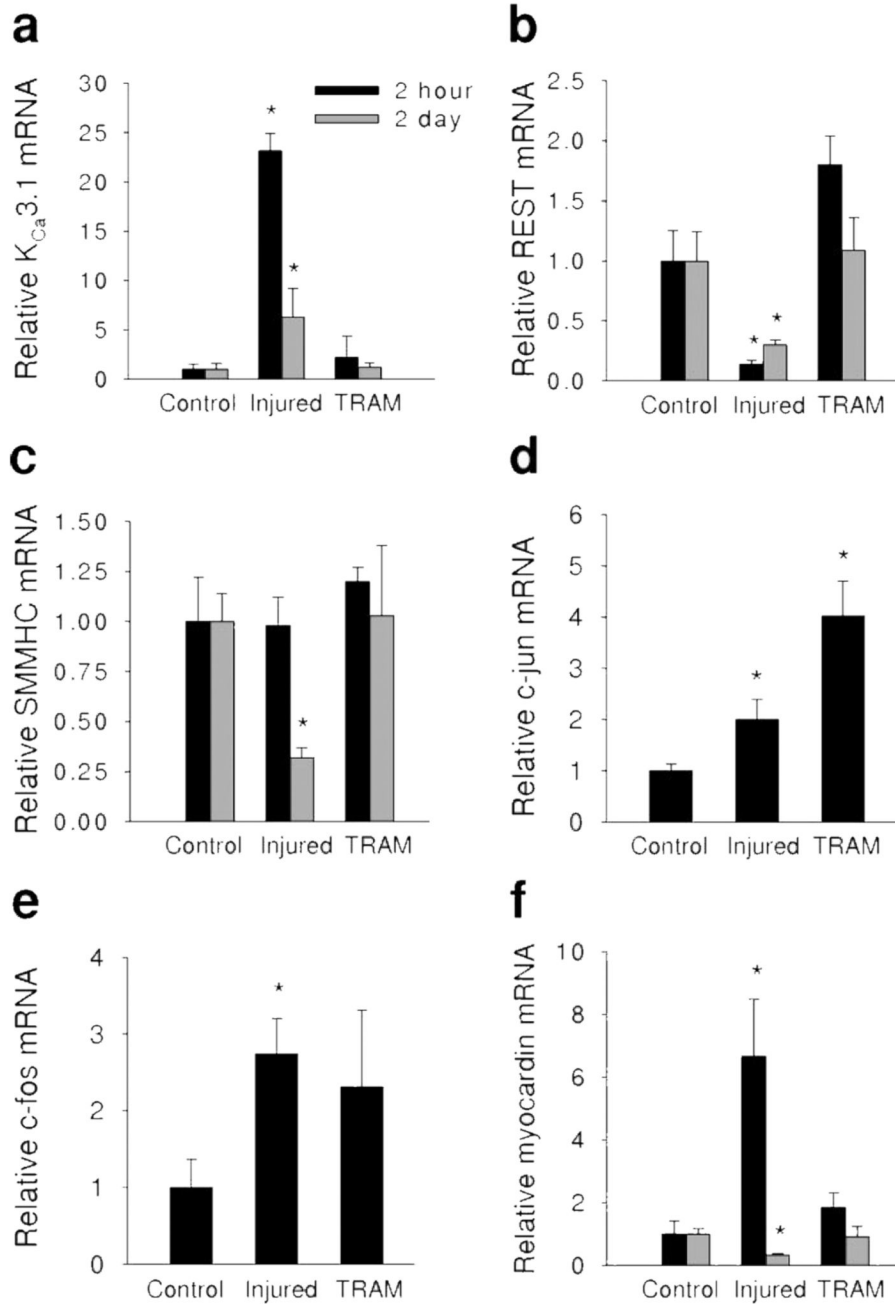 a
Relative KCa3.1 mRNA
30
25
20
15
10
5
0
2 hour
2 day
*
*
Control Injured TRAM
b
Relative REST mRNA
2.5
2.0
1.5
1.0
0.5
0.0
* *
Control Injured TRAM
c
Relative SMMHC mRNA
1.50
1.25
1.00
0.75
0.50
0.25
0.00
*
Control Injured TRAM
d
Relative c-jun mRNA
6
5
4
3
2
1
0
*
*
Control Injured TRAM
e
Relative c-fos mRNA
4
3
2
1
0
*
Control Injured TRAM
f
Relative myocardin mRNA
10
8
6
4
2
0
*
*
Control Injured TRAM